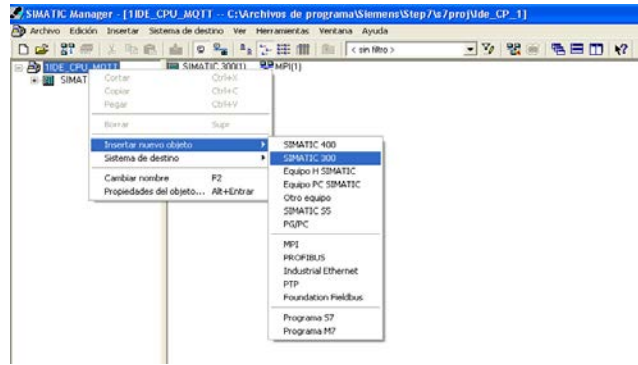 SIMATIC Manager - [1IDE_CPU_MQTT -- C:\Archivos de programa\Siemens\Step7\s7proj\Ide_CP_1]
Archivo Edición Insertar Sistema de destino Ver Herramientas Ventana Ayuda
< sin filtro >
1IDE_CPU_MQTT SIMATIC 300(1) MPI(1)
SIMAT
Cortar Ctrl+X
Copiar Ctrl+C
Pegar Ctrl+V
Borrar Supr
Insertar nuevo objeto
Sistema de destino
Cambiar nombre F2
Propiedades del objeto... Alt+Entrar
SIMATIC 400
SIMATIC 300
Equipo H SIMATIC
Equipo PC SIMATIC
Otro equipo
SIMATIC S5
PG/PC
MPI
PROFIBUS
Industrial Ethernet
PTP
Foundation Fieldbus
Programa S7
Programa M7